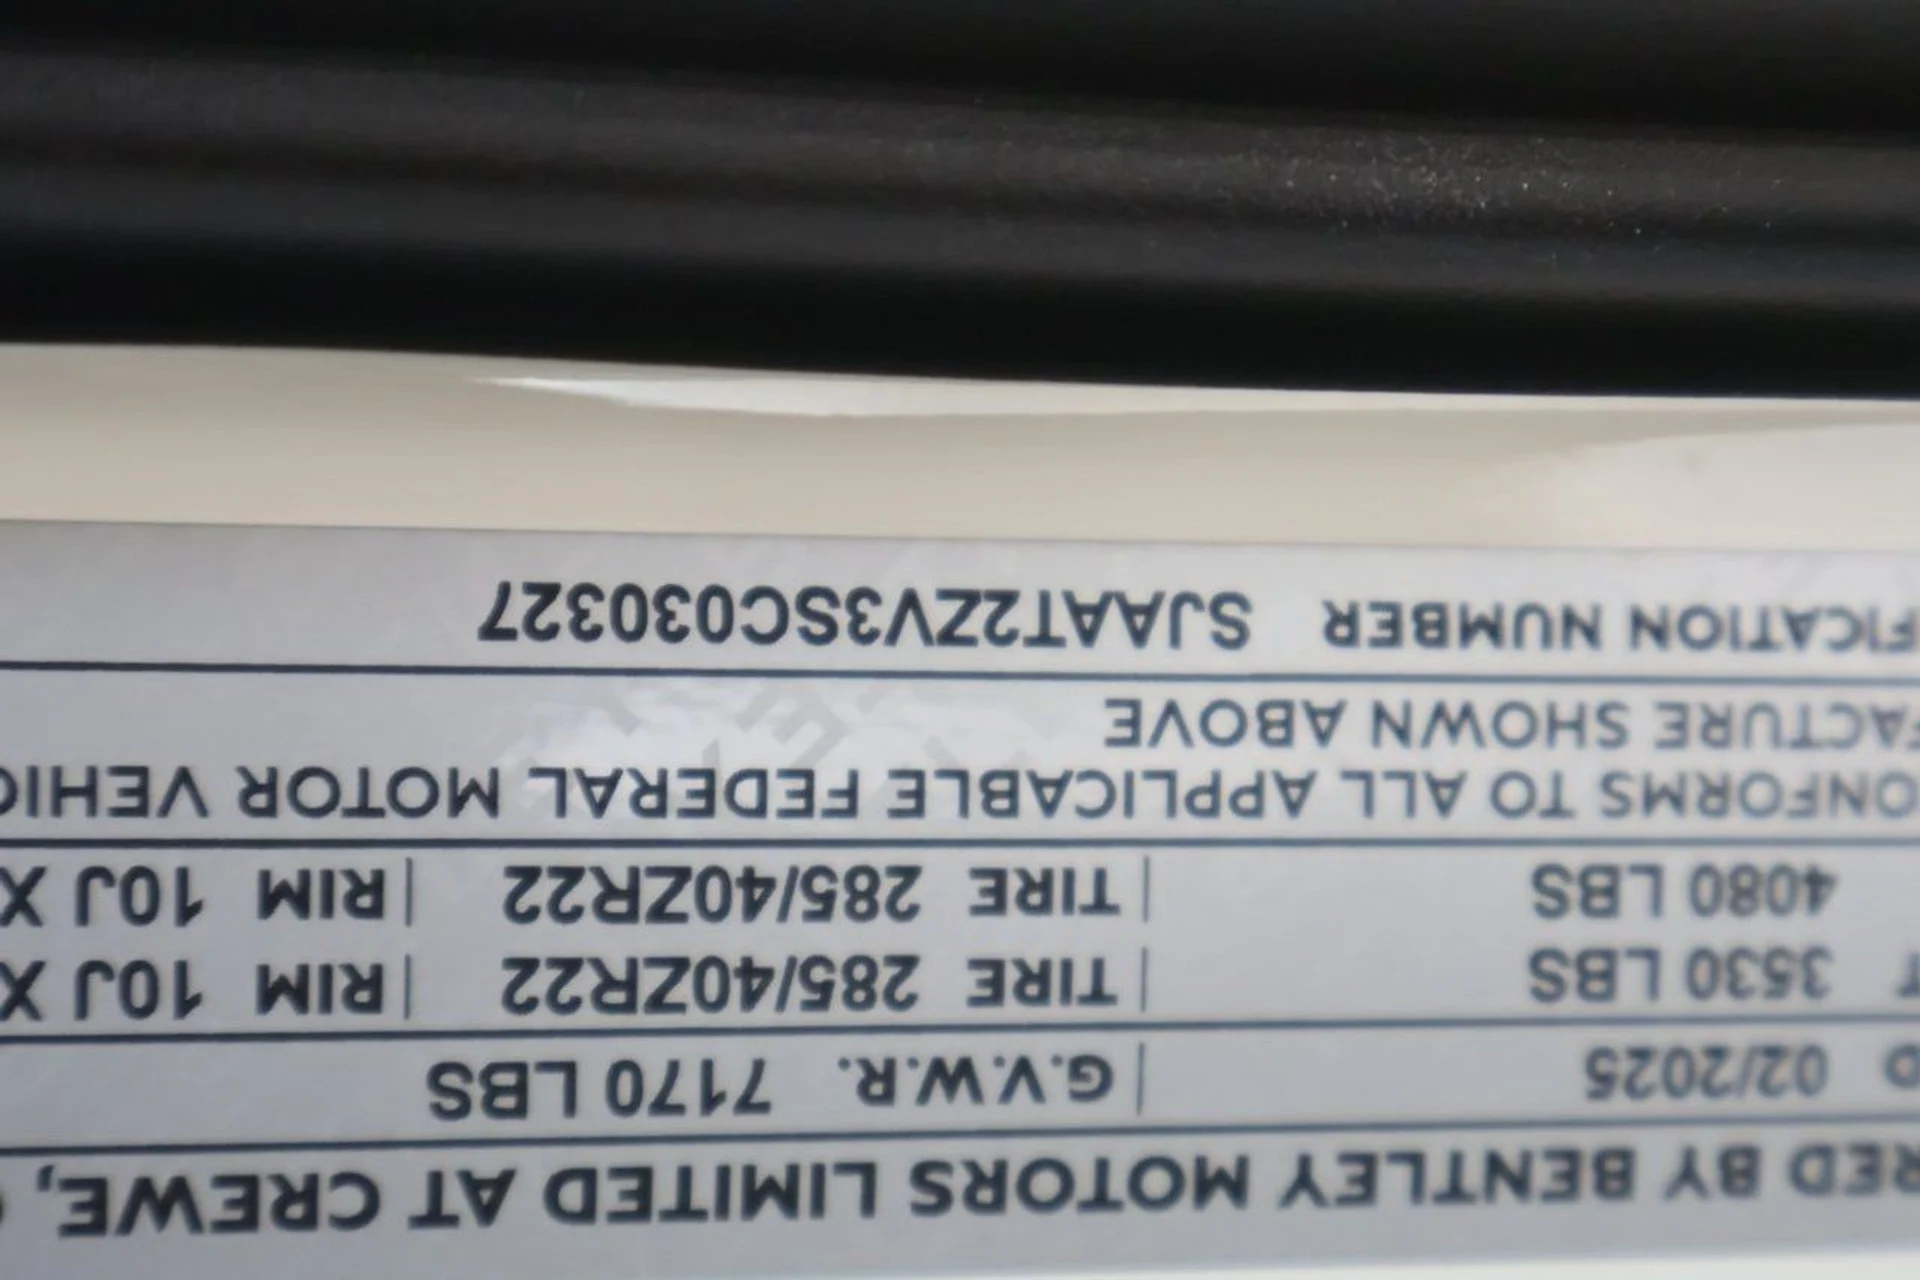 RED BY BENTLEY MOTORS LIMITED AT CREWE,
D 02/2025 | G.V.W.R. 7170 LBS
T 3530 LBS | TIRE 285/40ZR22 | RIM 10J X
4080 LBS | TIRE 285/40ZR22 | RIM 10J X
ONFORMS TO ALL APPLICABLE FEDERAL MOTOR VEHIC
FACTURE SHOWN ABOVE
FICATION NUMBER SJAAT2ZV3SC030327